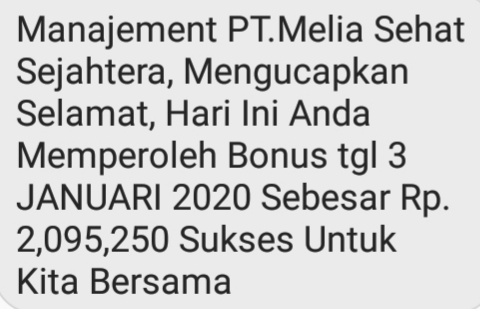 Manajement PT.Melia Sehat
Sejahtera, Mengucapkan
Selamat, Hari Ini Anda
Memperoleh Bonus tgl 3
JANUARI 2020 Sebesar Rp.
2,095,250 Sukses Untuk
Kita Bersama